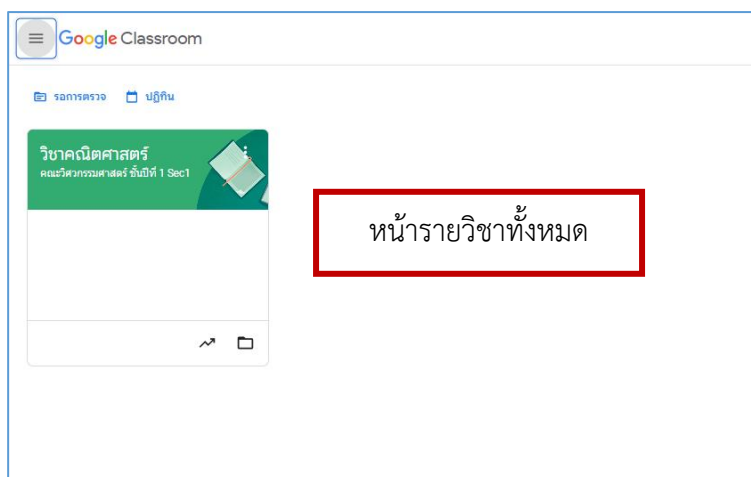 Google Classroom
รอการตรวจ ปฏิทิน
วิชาคณิตศาสตร์
คณะวิศวกรรมศาสตร์ ชั้นปีที่ 1 Sec1
หน้ารายวิชาทั้งหมด